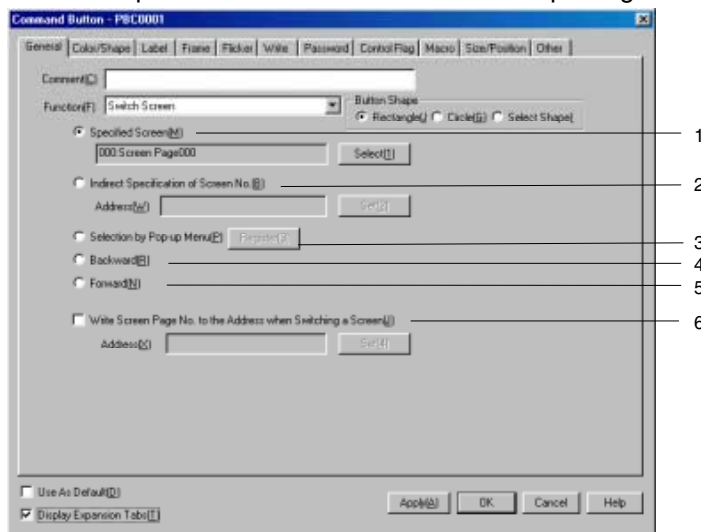 Command Button - PBC0001
General Color/Shape Label Frame Flicker Write Password Control Flag Macro Size/Position Other
Comment(C)
Function(F) Switch Screen
Button Shape
Rectangle(J) Circle(G) Select Shape(
Specified Screen(M)
1
000:Screen Page000 Select(1)
Indirect Specification of Screen No.(B)
2
Address(W) Set(2)
Selection by Pop-up Menu(P) Register(3)
3
Backward(R)
4
Forward(N)
5
Write Screen Page No. to the Address when Switching a Screen(U)
6
Address(X) Set(4)
Use As Default(D)
Display Expansion Tabs(T)
Apply(A) OK Cancel Help